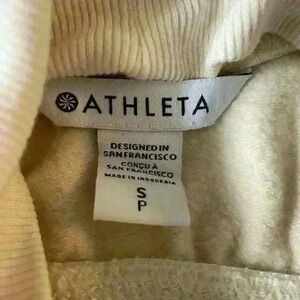 ATHLETA
DESIGNED IN
SAN FRANCISCO
CONÇU À
SAN FRANCISCO
MADE IN INDONESIA
S
P